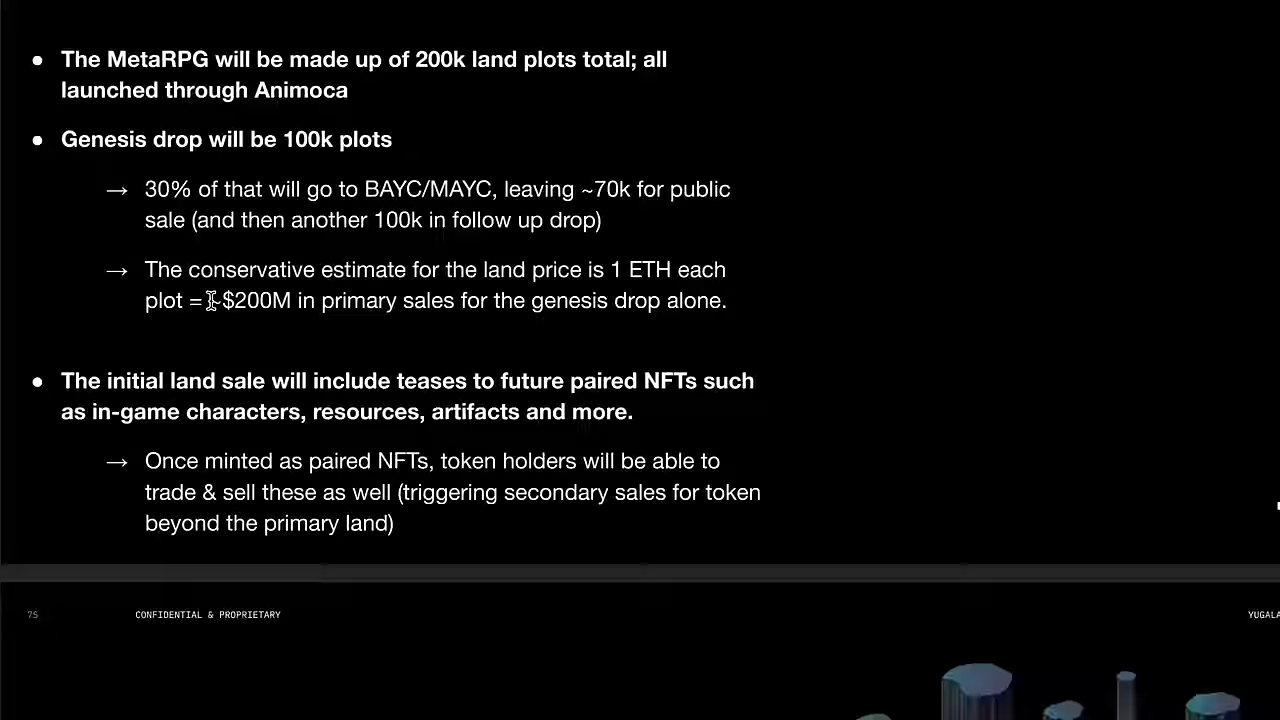 ● The MetaRPG will be made up of 200k land plots total; all
launched through Animoca
● Genesis drop will be 100k plots
→ 30% of that will go to BAYC/MAYC, leaving ~70k for public
sale (and then another 100k in follow up drop)
→ The conservative estimate for the land price is 1 ETH each
plot = ~$200M in primary sales for the genesis drop alone.
● The initial land sale will include teases to future paired NFTs such
as in-game characters, resources, artifacts and more.
→ Once minted as paired NFTs, token holders will be able to
trade & sell these as well (triggering secondary sales for token
beyond the primary land)
75 CONFIDENTIAL & PROPRIETARY YUGALA